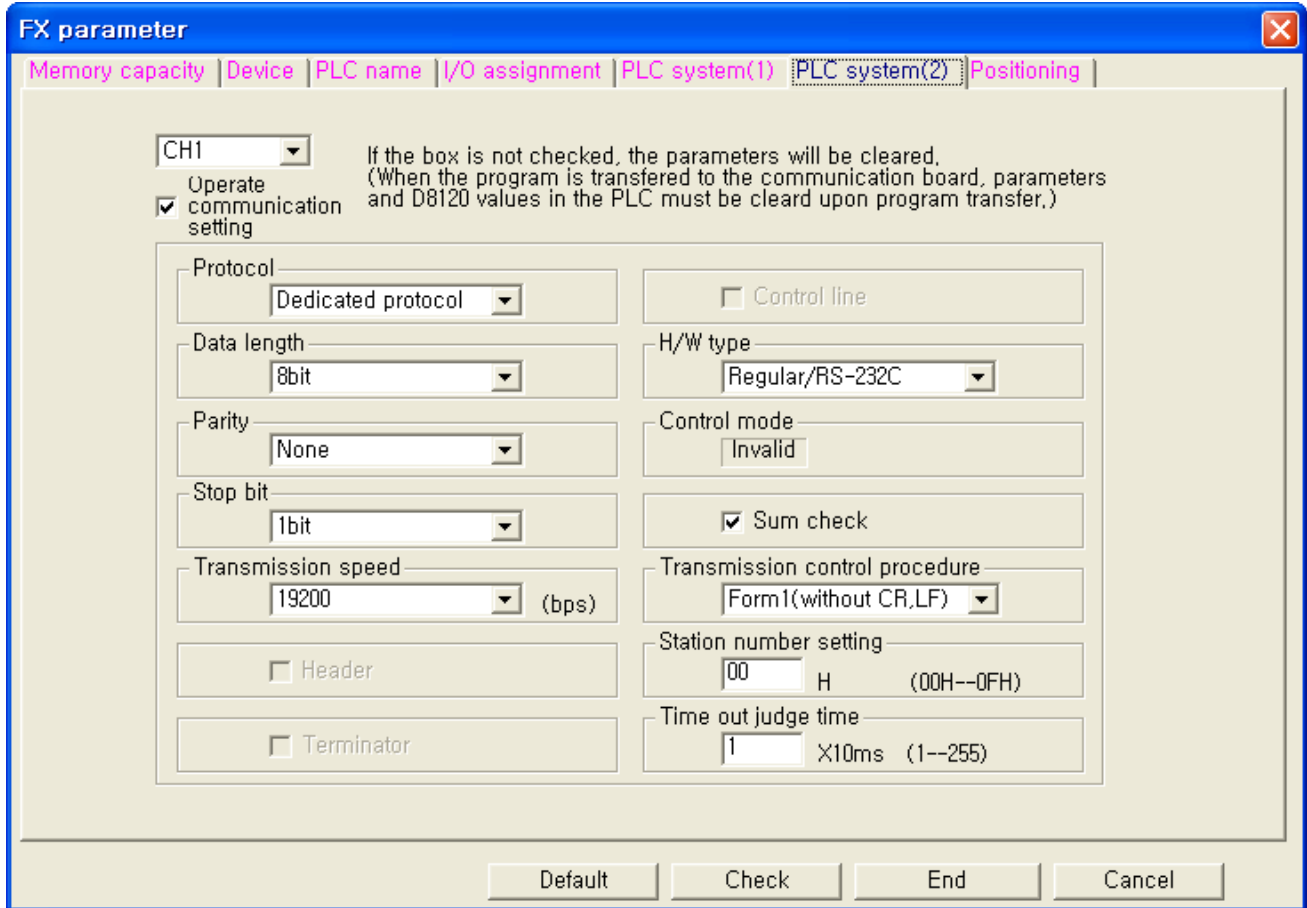 FX parameter
Memory capacity Device PLC name I/O assignment PLC system(1) PLC system(2) Positioning
CH1
If the box is not checked, the parameters will be cleared.
(When the program is transfered to the communication board, parameters
and D8120 values in the PLC must be cleard upon program transfer.)
Operate
communication
setting
Protocol
Dedicated protocol
Control line
Data length
8bit
H/W type
Regular/RS-232C
Parity
None
Control mode
Invalid
Stop bit
1bit
Sum check
Transmission speed
19200 (bps)
Transmission control procedure
Form1(without CR,LF)
Header
Station number setting
00 H (00H--0FH)
Terminator
Time out judge time
1 X10ms (1--255)
Default Check End Cancel